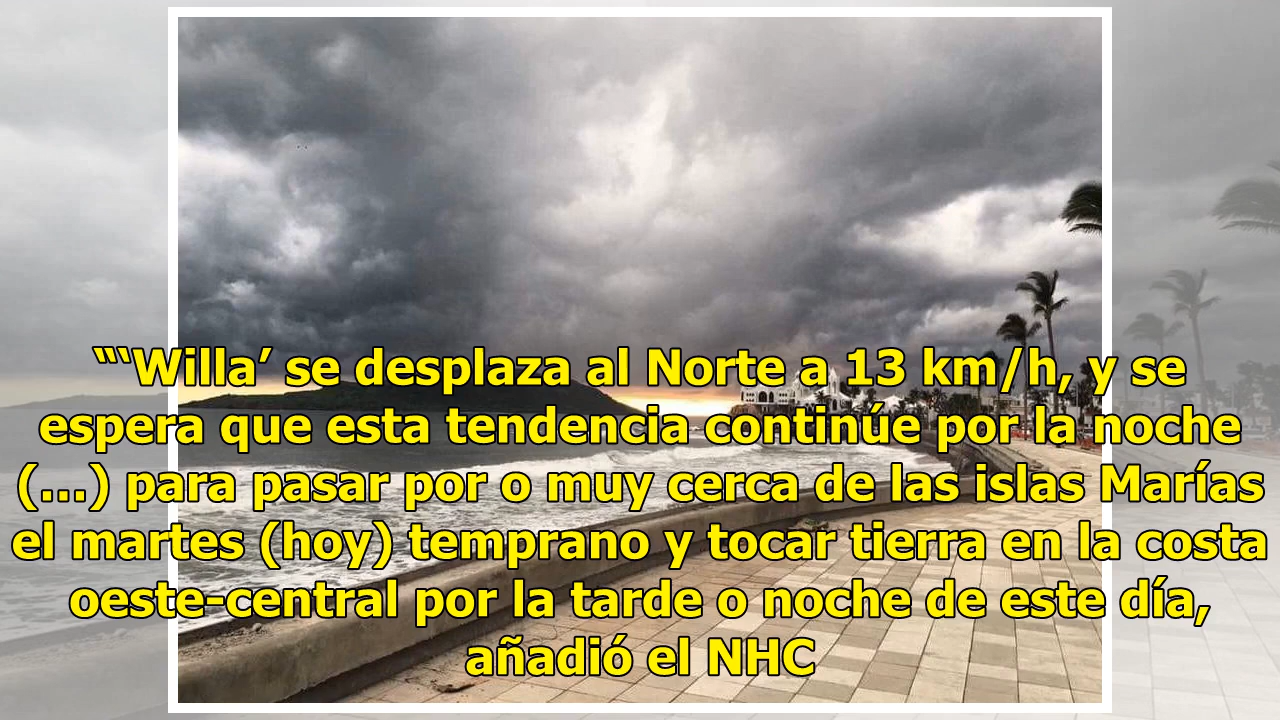 “‘Willa’ se desplaza al Norte a 13 km/h, y se
espera que esta tendencia continúe por la noche
(...) para pasar por o muy cerca de las islas Marías
el martes (hoy) temprano y tocar tierra en la costa
oeste-central por la tarde o noche de este día,
añadió el NHC